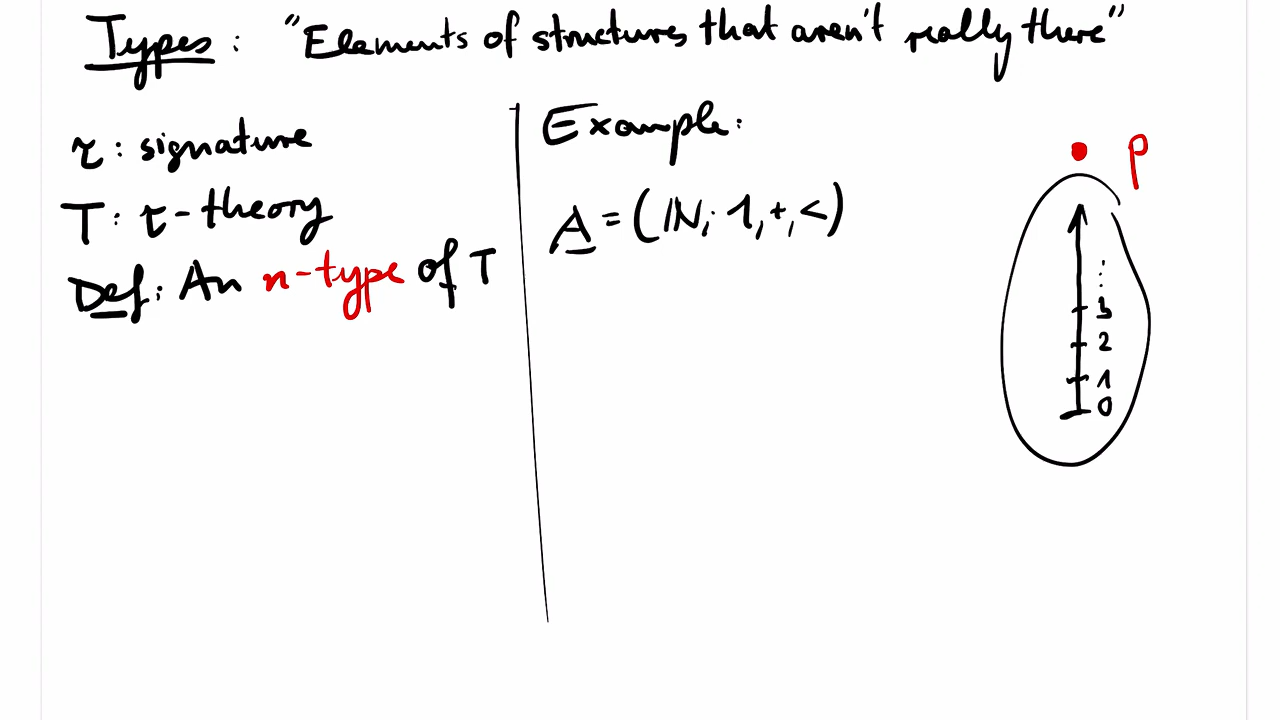 Types: "Elements of structures that aren't really there"
τ: signature
T: τ-theory
Def: An n-type of T
Example:
A = (ℕ; 1, +, <)
p
⋮
3
2
1
0